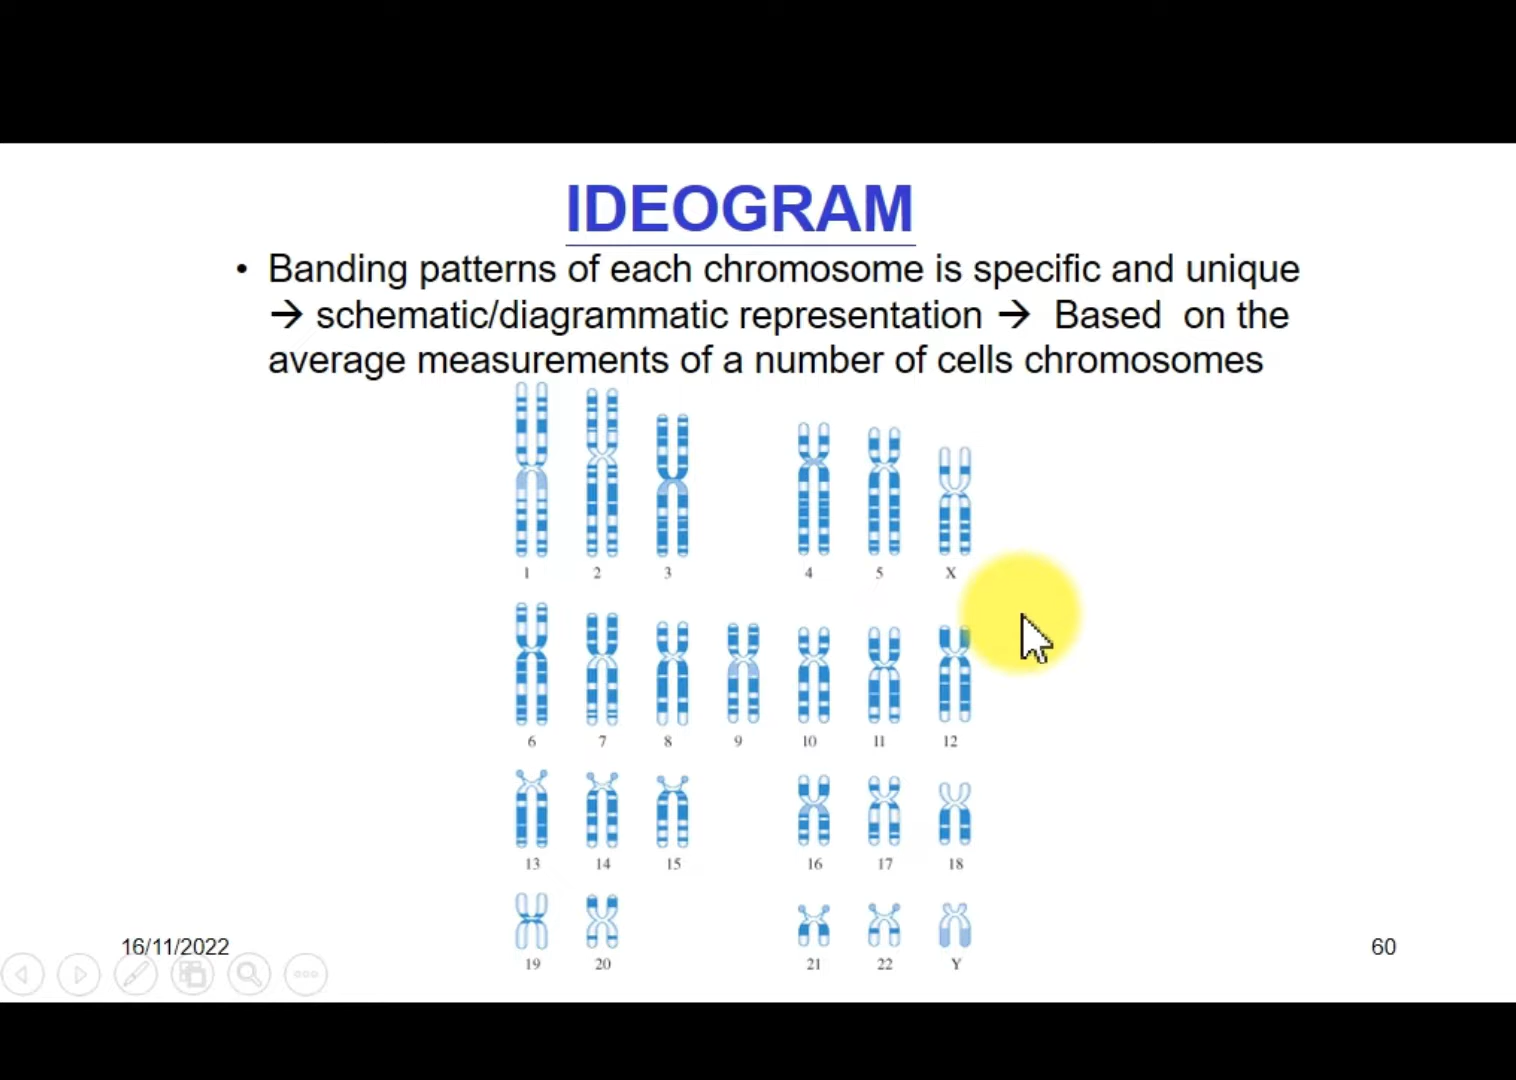 IDEOGRAM
• Banding patterns of each chromosome is specific and unique
→ schematic/diagrammatic representation → Based on the
average measurements of a number of cells chromosomes
1 2 3 4 5 X
6 7 8 9 10 11 12
13 14 15 16 17 18
19 20 21 22 Y
16/11/2022
60